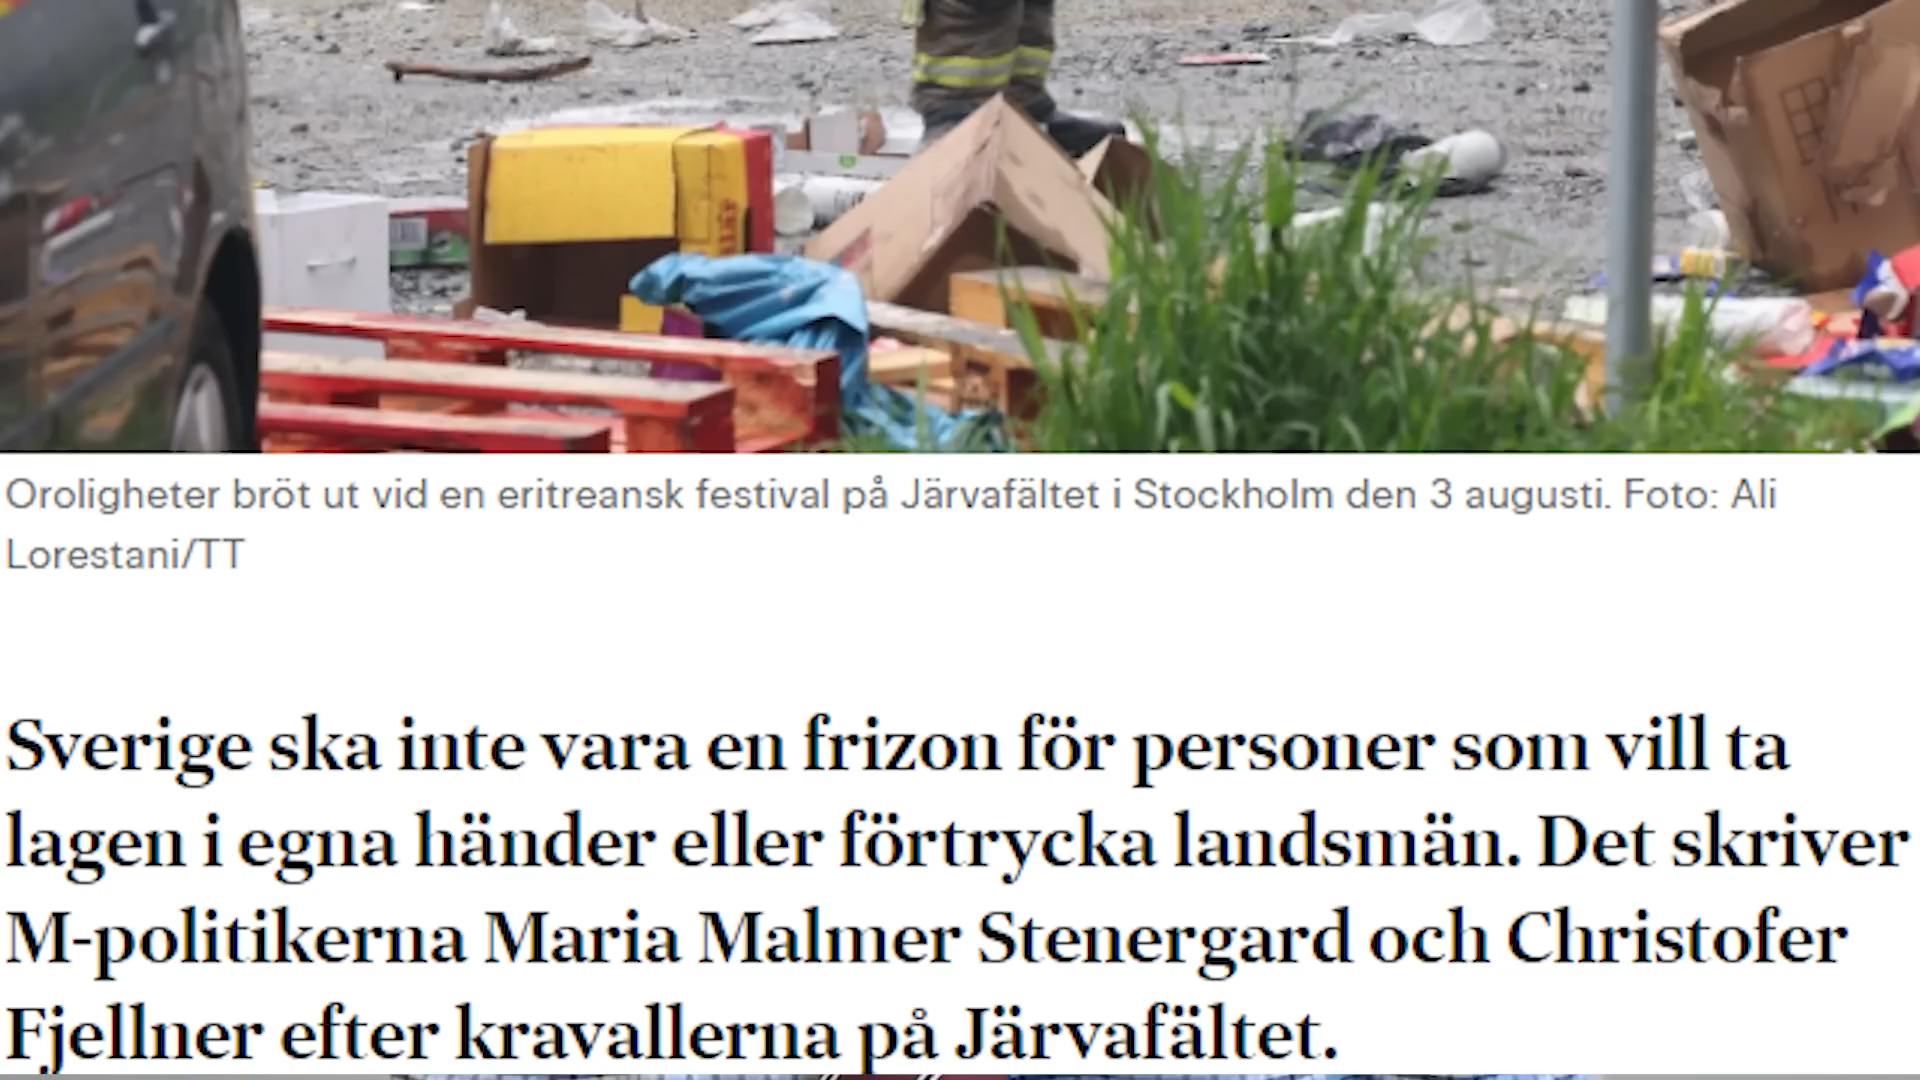 Oroligheter bröt ut vid en eritreansk festival på Järvafältet i Stockholm den 3 augusti. Foto: Ali
Lorestani/TT
Sverige ska inte vara en frizon för personer som vill ta
lagen i egna händer eller förtrycka landsmän. Det skriver
M-politikerna Maria Malmer Stenergard och Christofer
Fjellner efter kravallerna på Järvafältet.